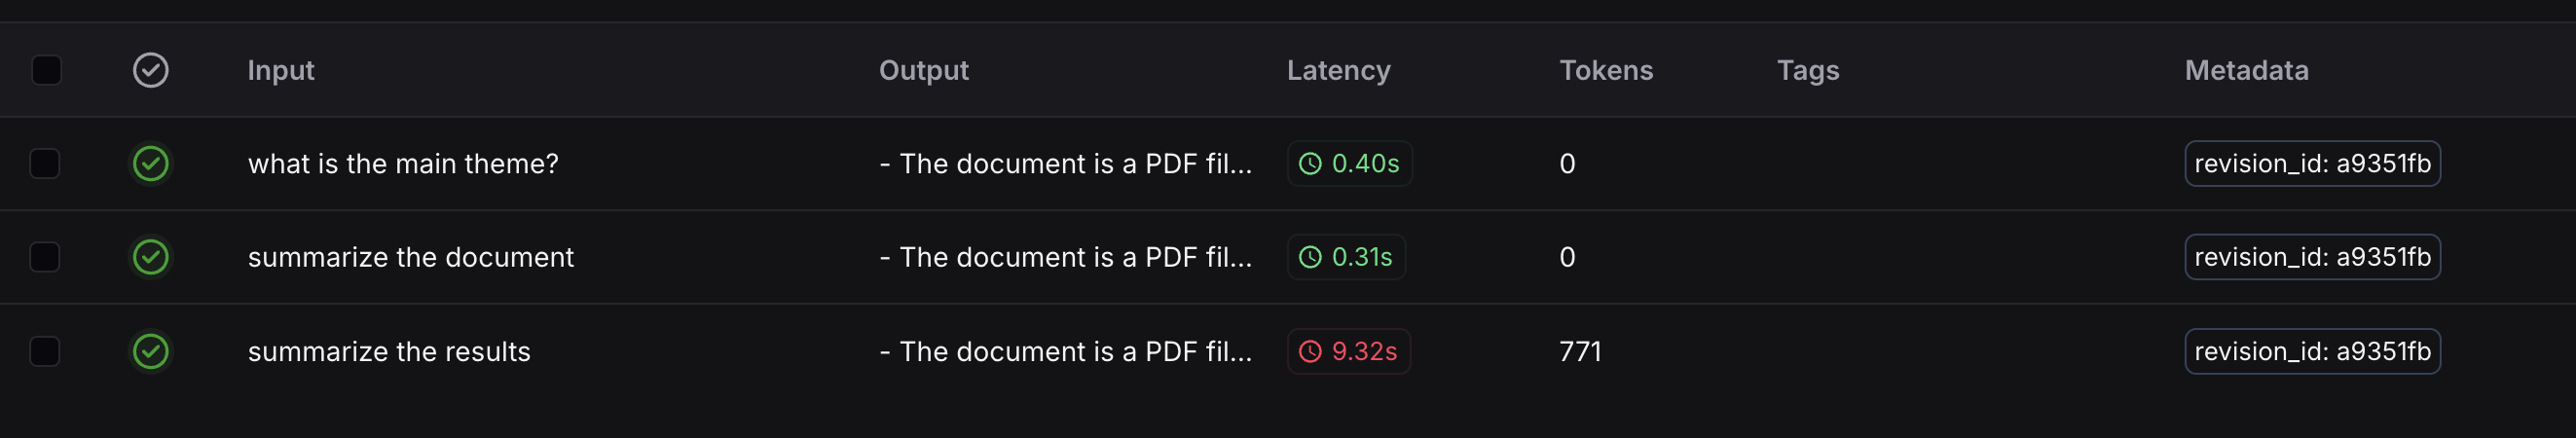 Input Output Latency Tokens Tags Metadata
what is the main theme? - The document is a PDF fil... 0.40s 0 revision_id: a9351fb
summarize the document - The document is a PDF fil... 0.31s 0 revision_id: a9351fb
summarize the results - The document is a PDF fil... 9.32s 771 revision_id: a9351fb